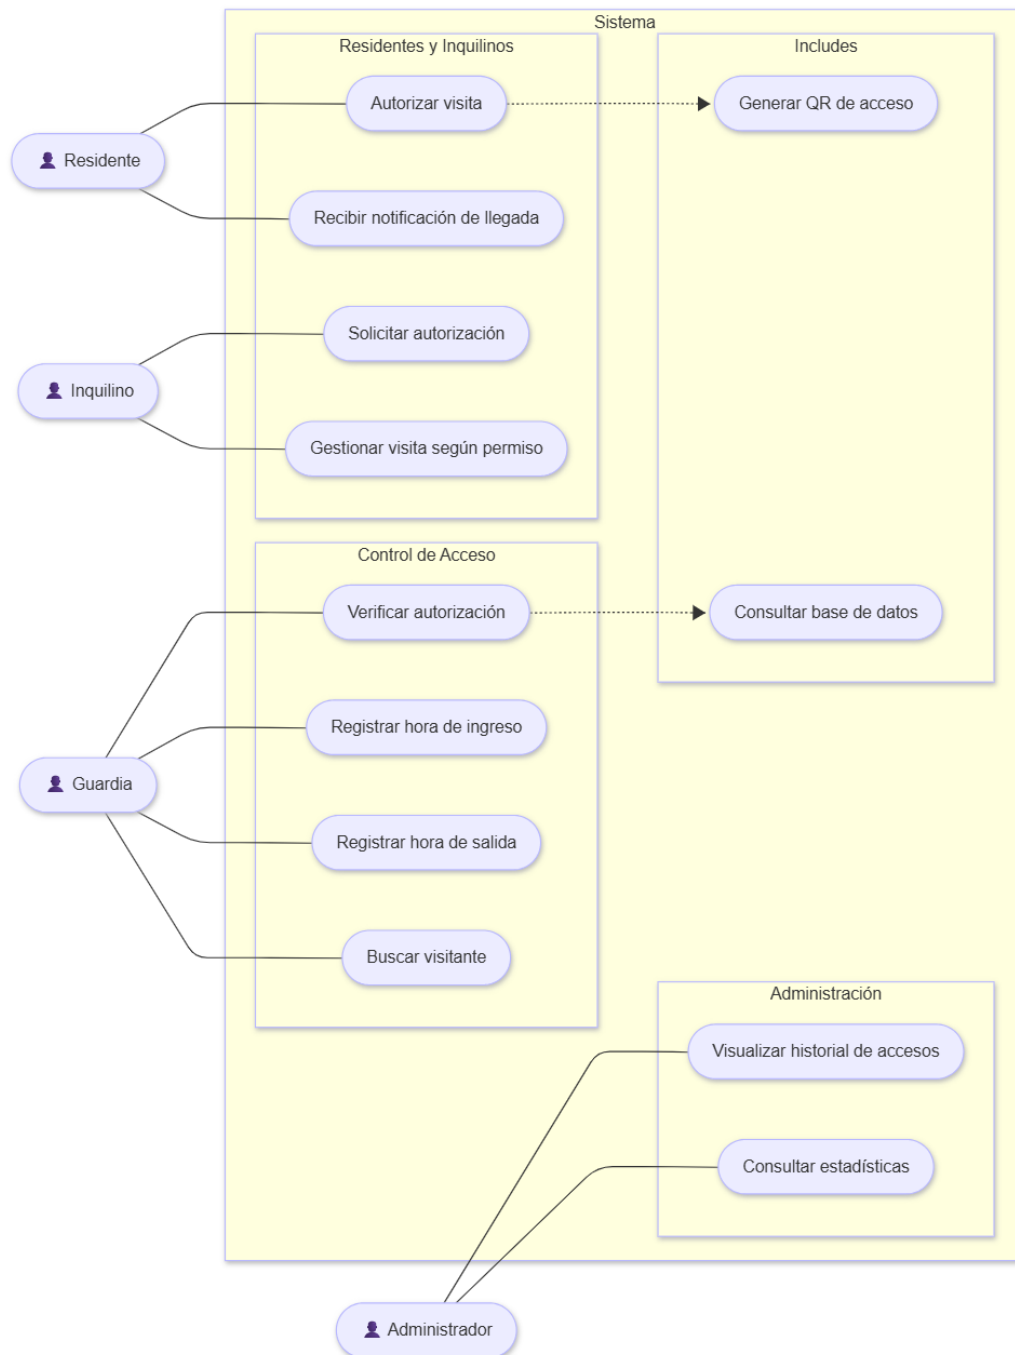 Sistema
Residentes y Inquilinos
Includes
Autorizar visita
Generar QR de acceso
Residente
Recibir notificación de llegada
Solicitar autorización
Inquilino
Gestionar visita según permiso
Control de Acceso
Verificar autorización
Consultar base de datos
Registrar hora de ingreso
Guardia
Registrar hora de salida
Buscar visitante
Administración
Visualizar historial de accesos
Consultar estadísticas
Administrador